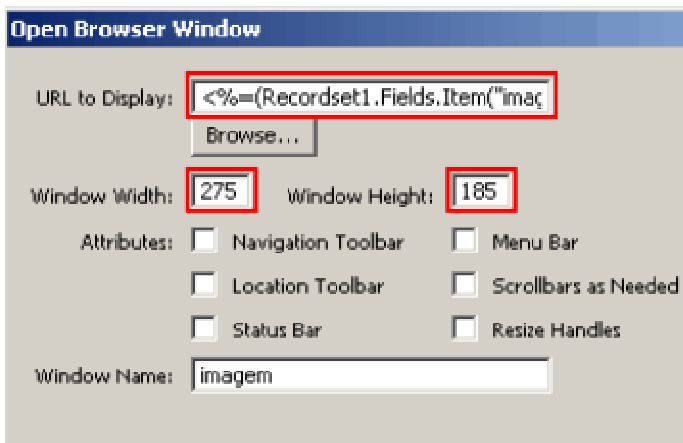 Open Browser Window
URL to Display: <%=(Recordset1.Fields.Item("imag
Browse...
Window Width: 275 Window Height: 185
Attributes: Navigation Toolbar Menu Bar
Location Toolbar Scrollbars as Needed
Status Bar Resize Handles
Window Name: imagem